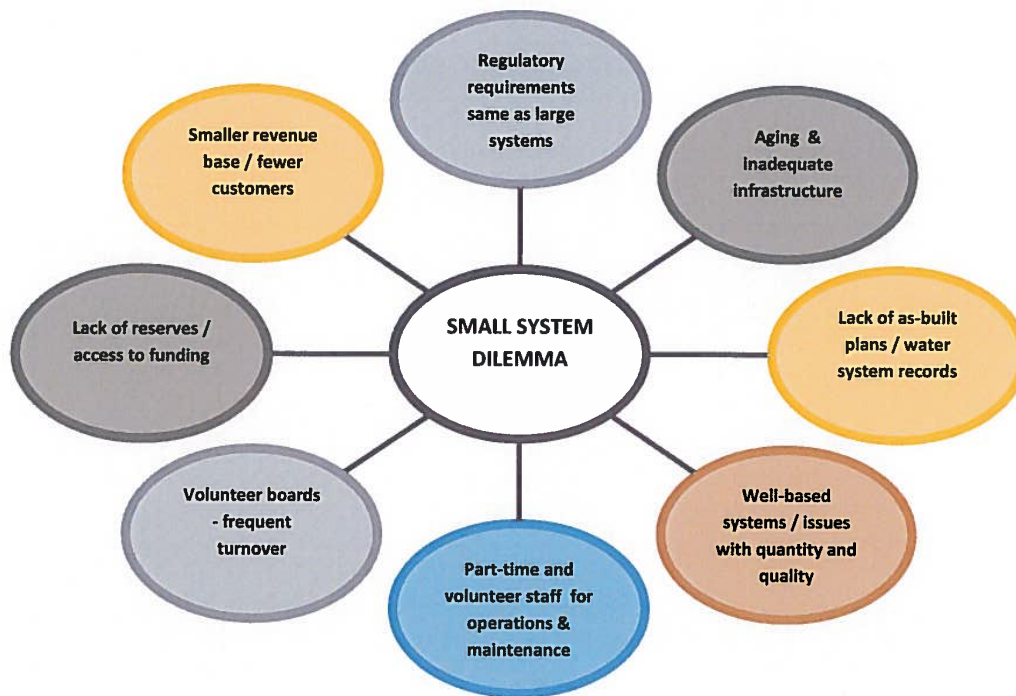 Regulatory
requirements
same as large
systems
Smaller revenue
base / fewer
customers
Aging & 
inadequate
infrastructure
Lack of reserves /
access to funding
SMALL SYSTEM
DILEMMA
Lack of as-built
plans / water
system records
Volunteer boards
- frequent
turnover
Well-based
systems / issues
with quantity and
quality
Part-time and
volunteer staff for
operations &
maintenance